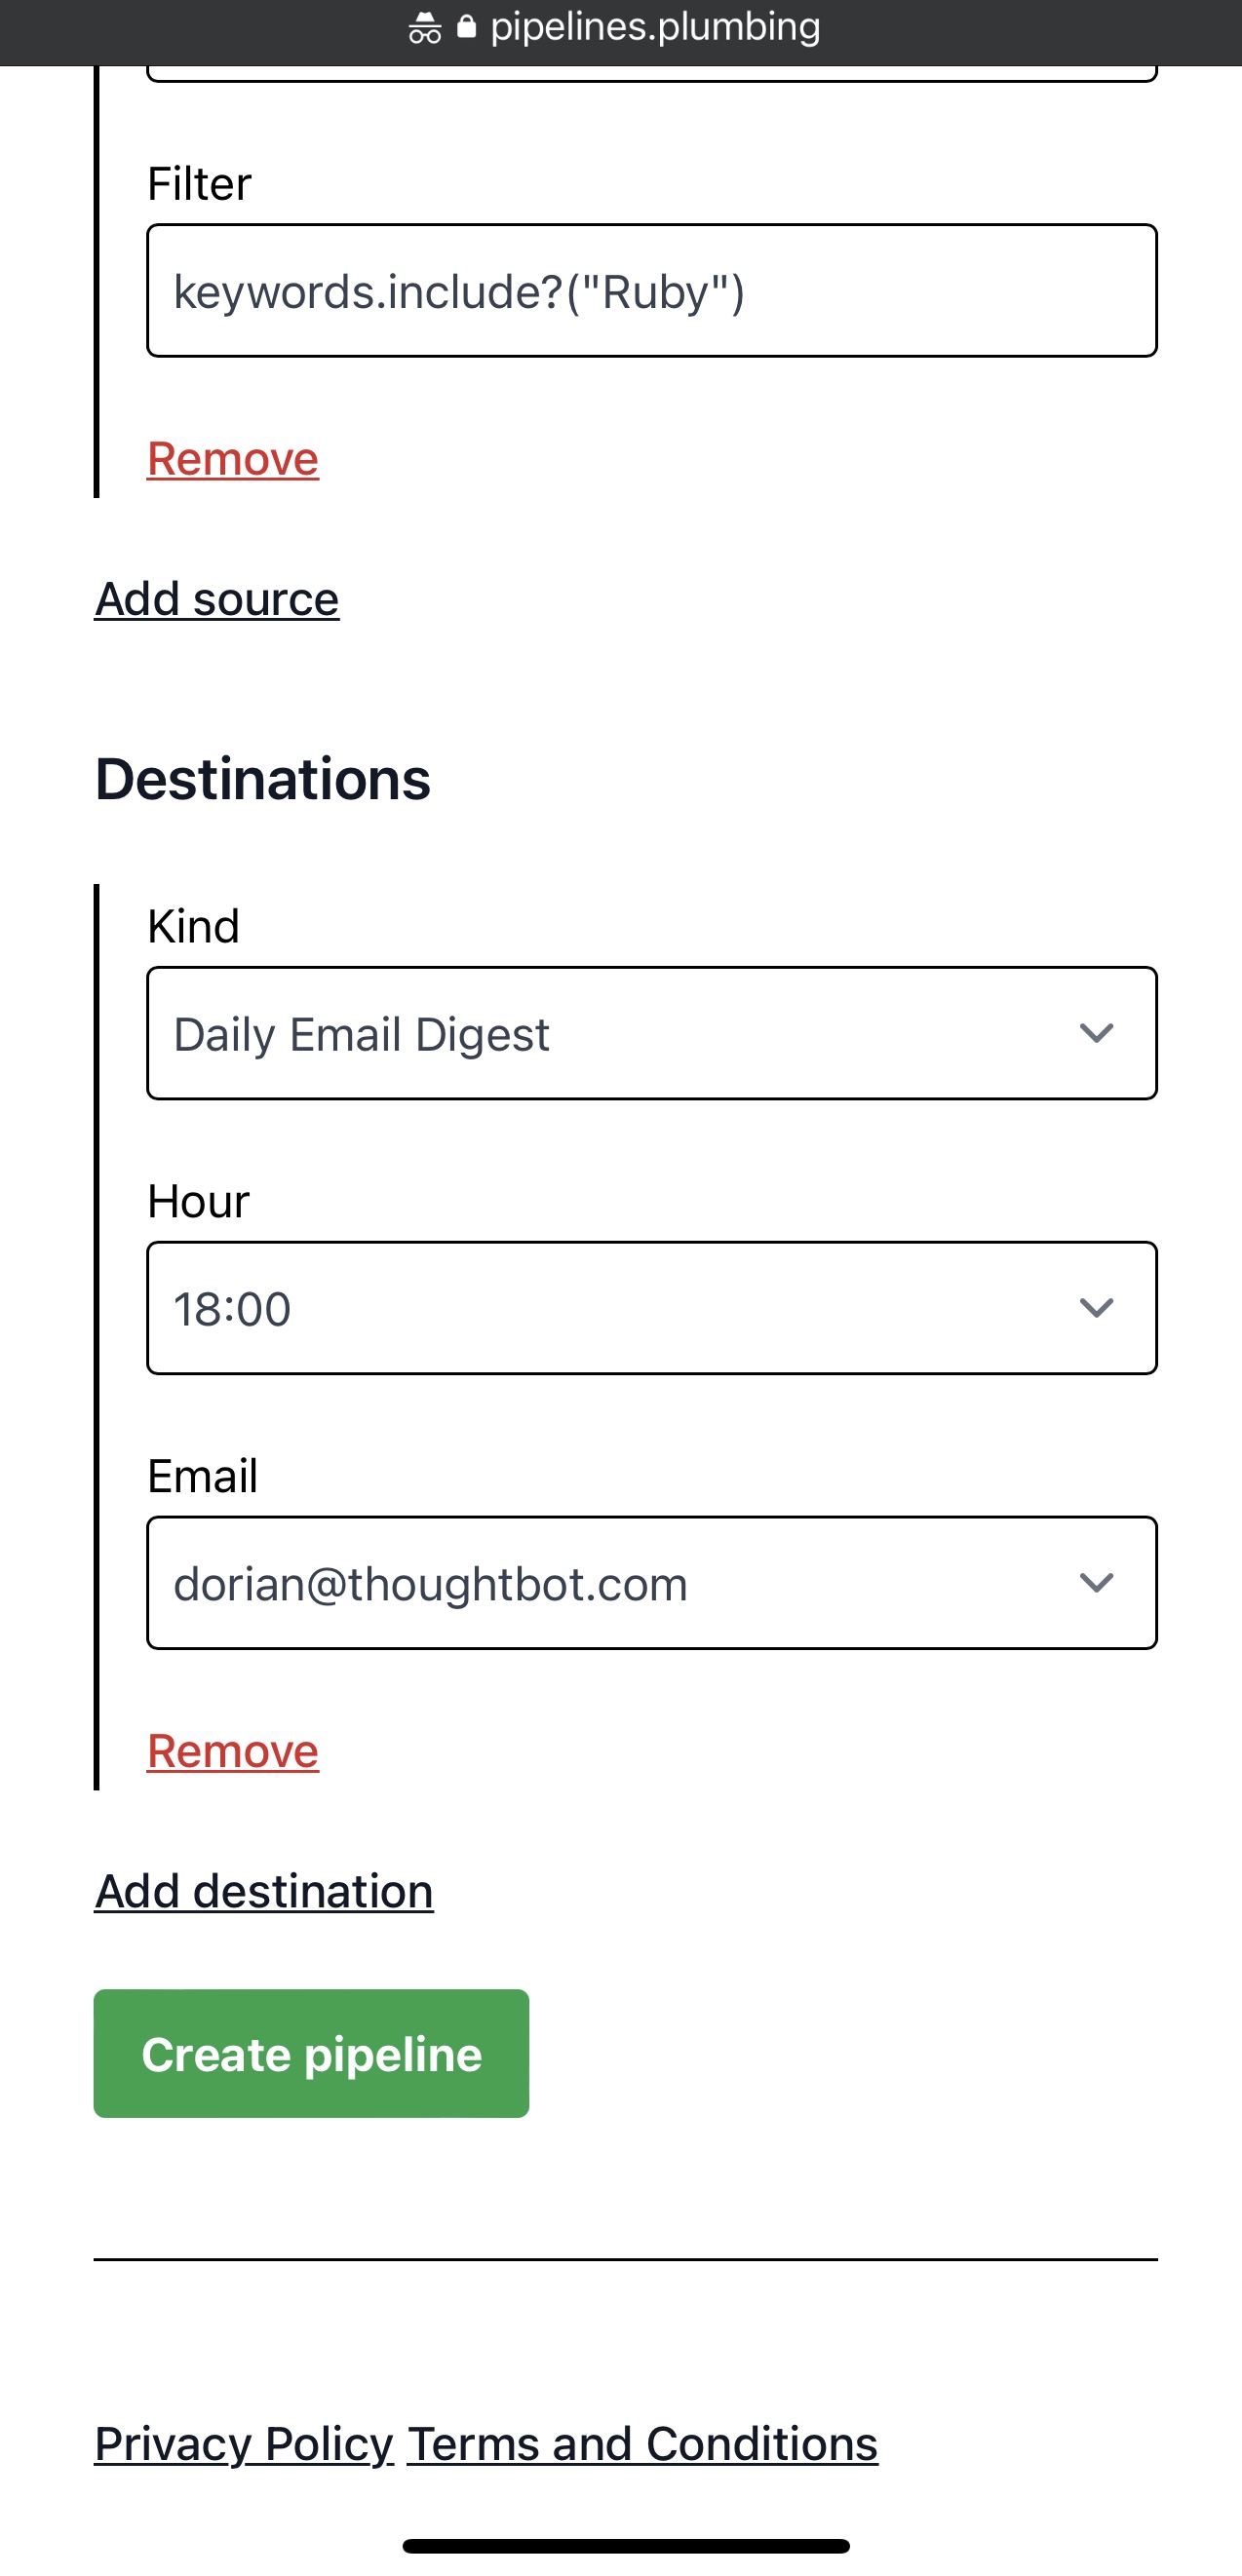 pipelines.plumbing
Filter
keywords.include?("Ruby")
Remove
Add source
Destinations
Kind
Daily Email Digest
Hour
18:00
Email
dorian@thoughtbot.com
Remove
Add destination
Create pipeline
Privacy Policy Terms and Conditions